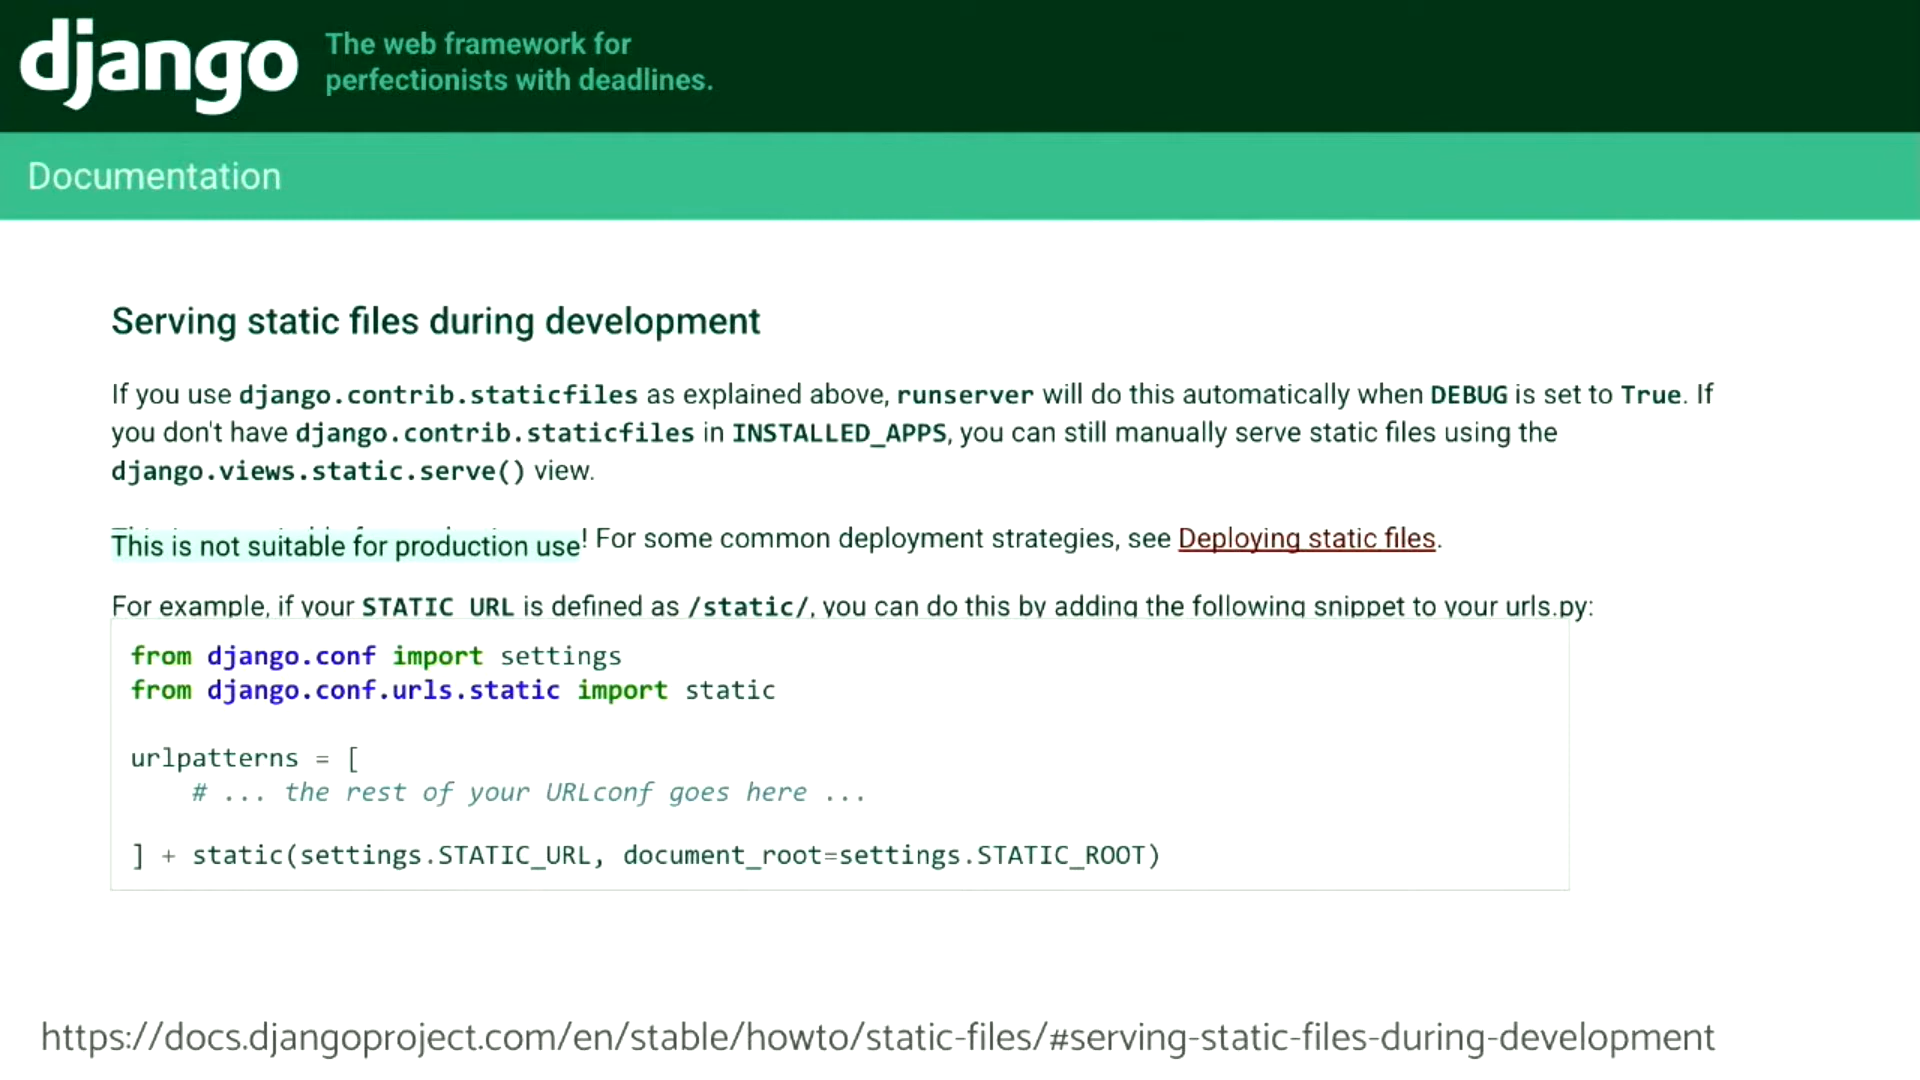 django
The web framework for
perfectionists with deadlines.
Documentation
Serving static files during development
If you use django.contrib.staticfiles as explained above, runserver will do this automatically when DEBUG is set to True. If
you don't have django.contrib.staticfiles in INSTALLED_APPS, you can still manually serve static files using the
django.views.static.serve() view.
This is not suitable for production use! For some common deployment strategies, see Deploying static files.
For example, if your STATIC_URL is defined as /static/, you can do this by adding the following snippet to your urls.py:
from django.conf import settings
from django.conf.urls.static import static
urlpatterns = [
    # ... the rest of your URLconf goes here ...
] + static(settings.STATIC_URL, document_root=settings.STATIC_ROOT)
https://docs.djangoproject.com/en/stable/howto/static-files/#serving-static-files-during-development